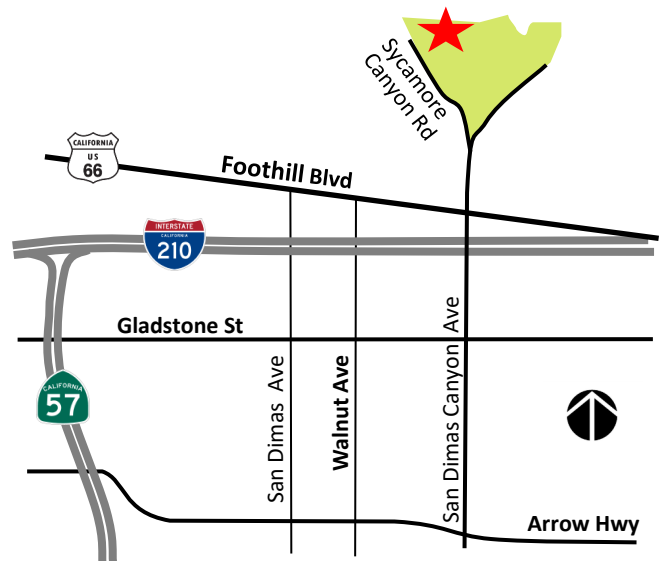 Sycamore
Canyon Rd
CALIFORNIA
US
66
Foothill Blvd
INTERSTATE
CALIFORNIA
210
Gladstone St
CALIFORNIA
57
San Dimas Ave
Walnut Ave
San Dimas Canyon Ave
Arrow Hwy